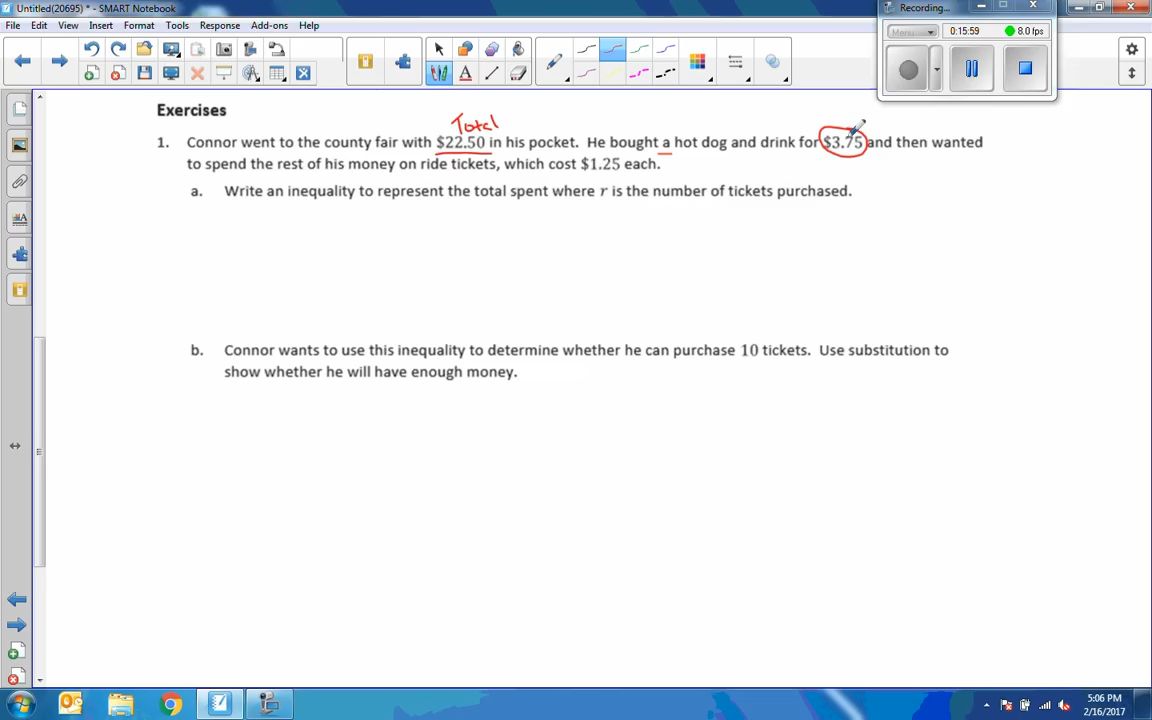 Untitled(20695) * - SMART Notebook
Recording...
File Edit View Insert Format Tools Response Add-ons Help
Menu
0:15:59
8.0 fps
Exercises
Total
1. Connor went to the county fair with $22.50 in his pocket. He bought a hot dog and drink for $3.75 and then wanted
to spend the rest of his money on ride tickets, which cost $1.25 each.
a. Write an inequality to represent the total spent where r is the number of tickets purchased.
b. Connor wants to use this inequality to determine whether he can purchase 10 tickets. Use substitution to
show whether he will have enough money.
5:06 PM
2/16/2017